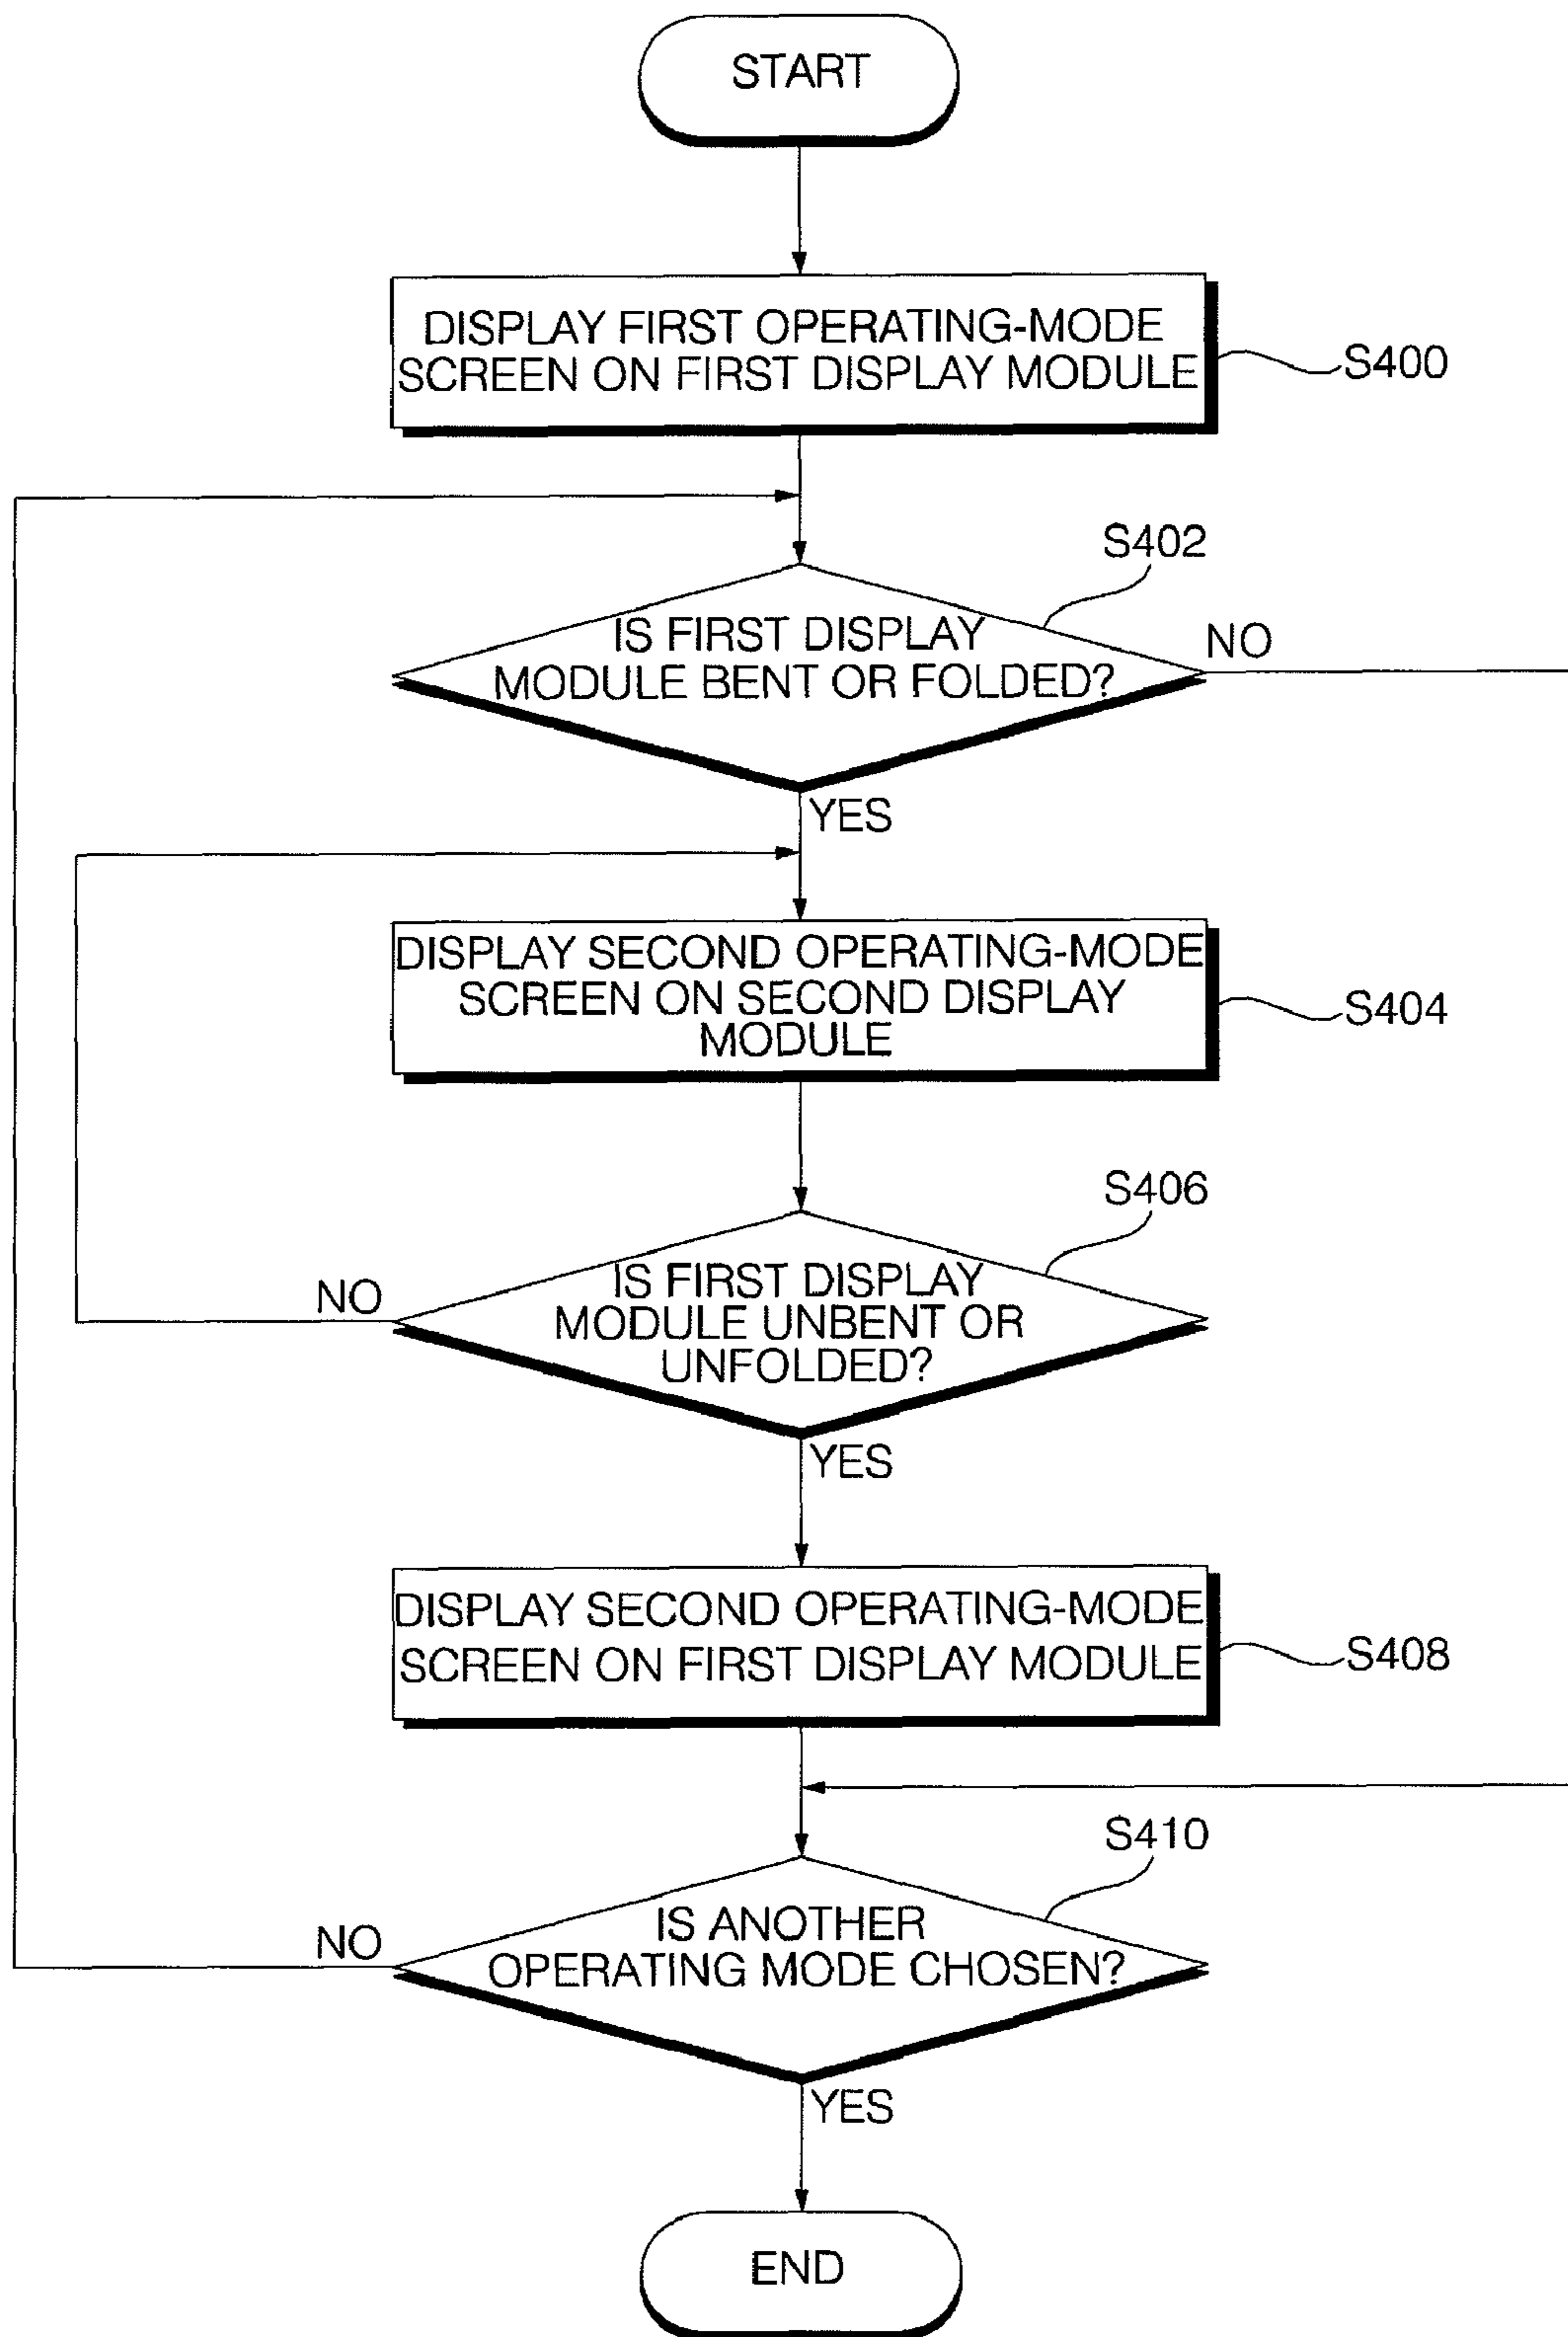 START
DISPLAY FIRST OPERATING-MODE
SCREEN ON FIRST DISPLAY MODULE
S400
S402
IS FIRST DISPLAY
MODULE BENT OR FOLDED?
NO
YES
DISPLAY SECOND OPERATING-MODE
SCREEN ON SECOND DISPLAY
MODULE
S404
S406
IS FIRST DISPLAY
MODULE UNBENT OR
UNFOLDED?
NO
YES
DISPLAY SECOND OPERATING-MODE
SCREEN ON FIRST DISPLAY MODULE
S408
S410
IS ANOTHER
OPERATING MODE CHOSEN?
NO
YES
END